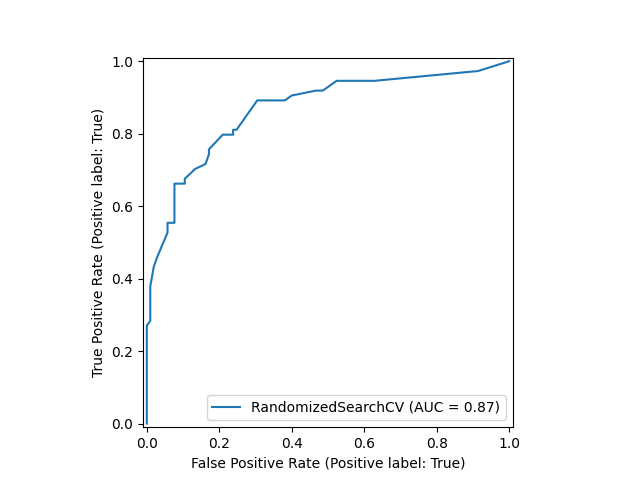 1.0
0.8
0.6
0.4
0.2
0.0
True Positive Rate (Positive label: True)
RandomizedSearchCV (AUC = 0.87)
0.0 0.2 0.4 0.6 0.8 1.0
False Positive Rate (Positive label: True)